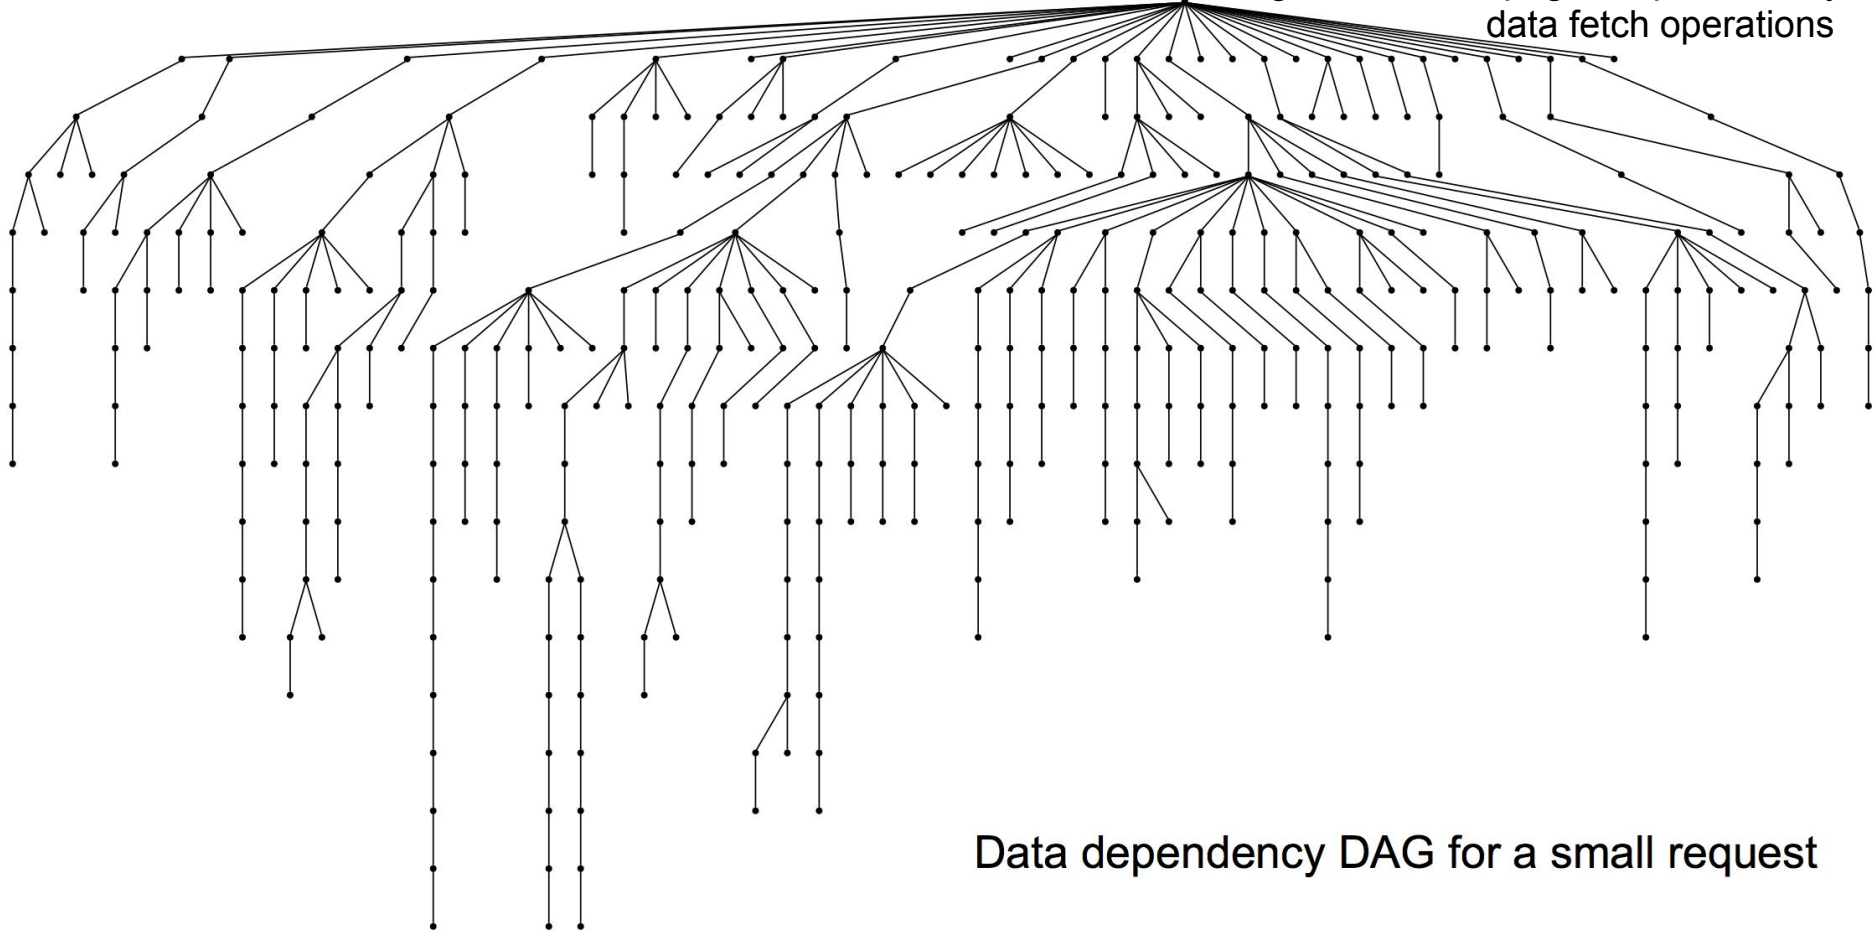 data fetch operations
Data dependency DAG for a small request